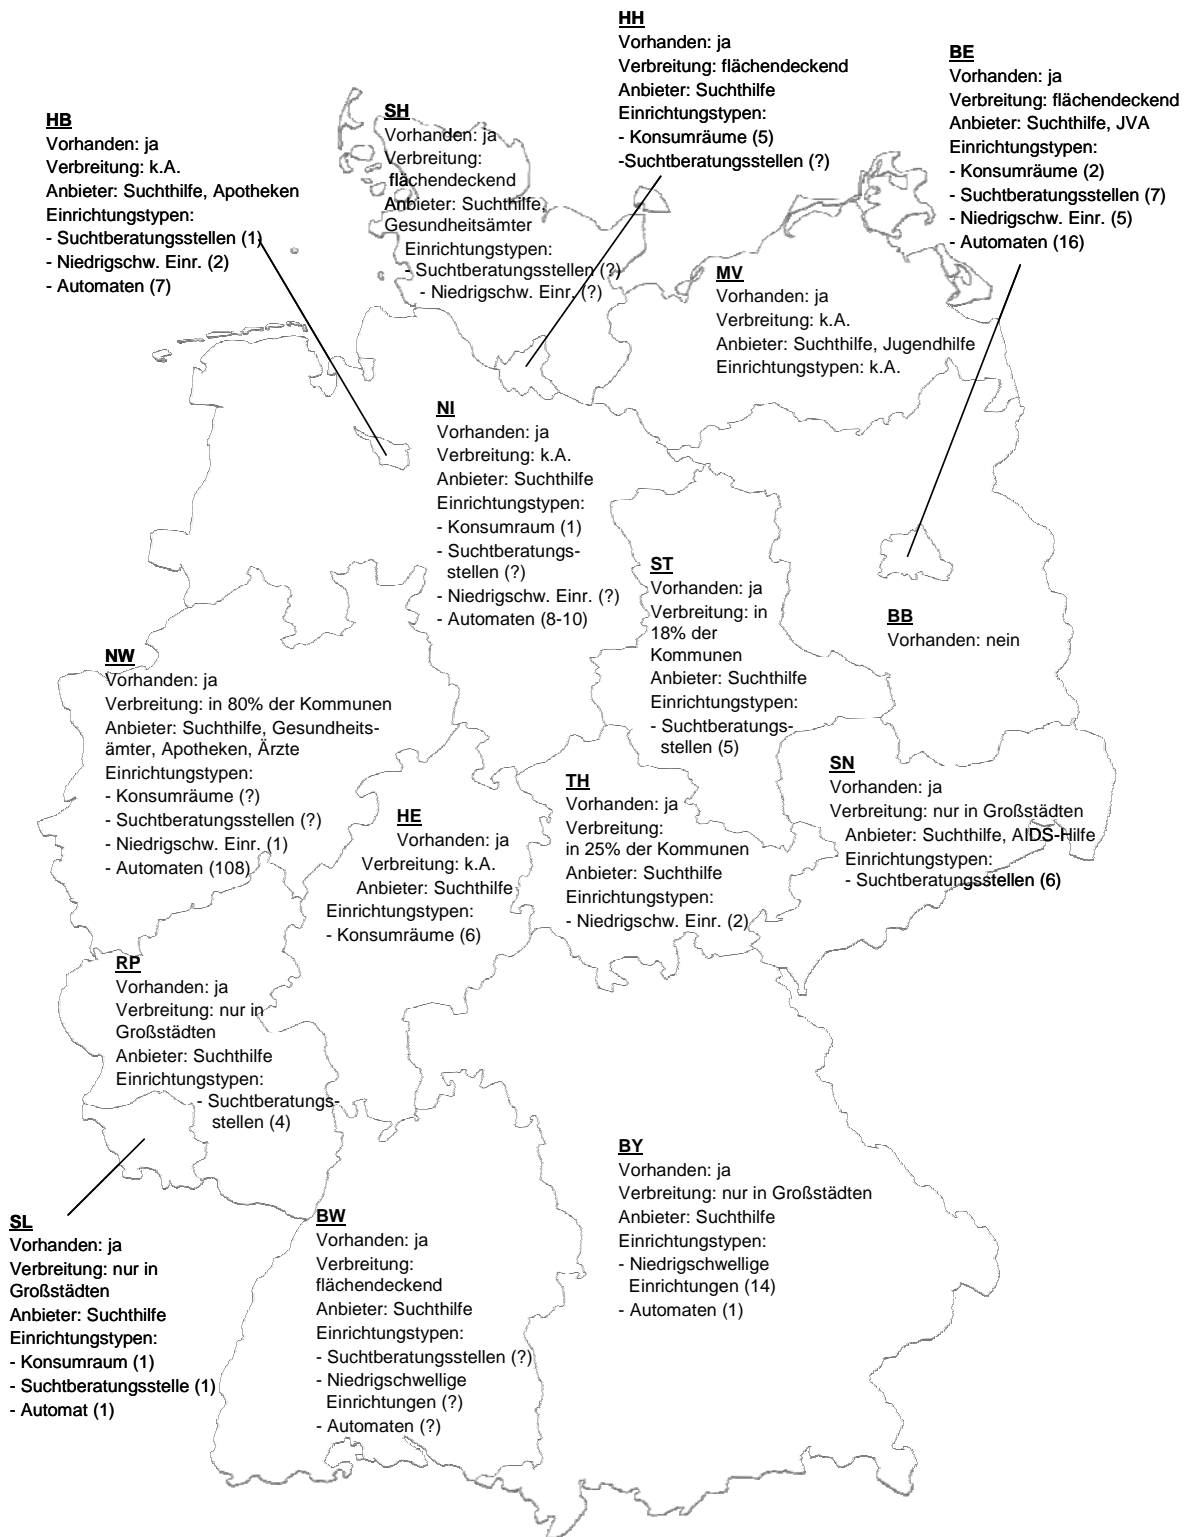 HH
Vorhanden: ja
Verbreitung: flächendeckend
Anbieter: Suchthilfe
Einrichtungstypen:
- Konsumräume (5)
-Suchtberatungsstellen (?)
BE
Vorhanden: ja
Verbreitung: flächendeckend
Anbieter: Suchthilfe, JVA
Einrichtungstypen:
- Konsumräume (2)
- Suchtberatungsstellen (7)
- Niedrigschw. Einr. (5)
- Automaten (16)
HB
Vorhanden: ja
Verbreitung: k.A.
Anbieter: Suchthilfe, Apotheken
Einrichtungstypen:
- Suchtberatungsstellen (1)
- Niedrigschw. Einr. (2)
- Automaten (7)
SH
Vorhanden: ja
Verbreitung:
flächendeckend
Anbieter: Suchthilfe,
Gesundheitsämter
Einrichtungstypen:
- Suchtberatungsstellen (?)
- Niedrigschw. Einr. (?)
MV
Vorhanden: ja
Verbreitung: k.A.
Anbieter: Suchthilfe, Jugendhilfe
Einrichtungstypen: k.A.
NI
Vorhanden: ja
Verbreitung: k.A.
Anbieter: Suchthilfe
Einrichtungstypen:
- Konsumraum (1)
- Suchtberatungs-
stellen (?)
- Niedrigschw. Einr. (?)
- Automaten (8-10)
ST
Vorhanden: ja
Verbreitung: in
18% der
Kommunen
Anbieter: Suchthilfe
Einrichtungstypen:
- Suchtberatungs-
stellen (5)
BB
Vorhanden: nein
NW
Vorhanden: ja
Verbreitung: in 80% der Kommunen
Anbieter: Suchthilfe, Gesundheits-
ämter, Apotheken, Ärzte
Einrichtungstypen:
- Konsumräume (?)
- Suchtberatungsstellen (?)
- Niedrigschw. Einr. (1)
- Automaten (108)
HE
Vorhanden: ja
Verbreitung: k.A.
Anbieter: Suchthilfe
Einrichtungstypen:
- Konsumräume (6)
TH
Vorhanden: ja
Verbreitung:
in 25% der Kommunen
Anbieter: Suchthilfe
Einrichtungstypen:
- Niedrigschw. Einr. (2)
SN
Vorhanden: ja
Verbreitung: nur in Großstädten
Anbieter: Suchthilfe, AIDS-Hilfe
Einrichtungstypen:
- Suchtberatungsstellen (6)
RP
Vorhanden: ja
Verbreitung: nur in
Großstädten
Anbieter: Suchthilfe
Einrichtungstypen:
- Suchtberatungs-
stellen (4)
SL
Vorhanden: ja
Verbreitung: nur in
Großstädten
Anbieter: Suchthilfe
Einrichtungstypen:
- Konsumraum (1)
- Suchtberatungsstelle (1)
- Automat (1)
BW
Vorhanden: ja
Verbreitung:
flächendeckend
Anbieter: Suchthilfe
Einrichtungstypen:
- Suchtberatungsstellen (?)
- Niedrigschwellige
Einrichtungen (?)
- Automaten (?)
BY
Vorhanden: ja
Verbreitung: nur in Großstädten
Anbieter: Suchthilfe
Einrichtungstypen:
- Niedrigschwellige
Einrichtungen (14)
- Automaten (1)